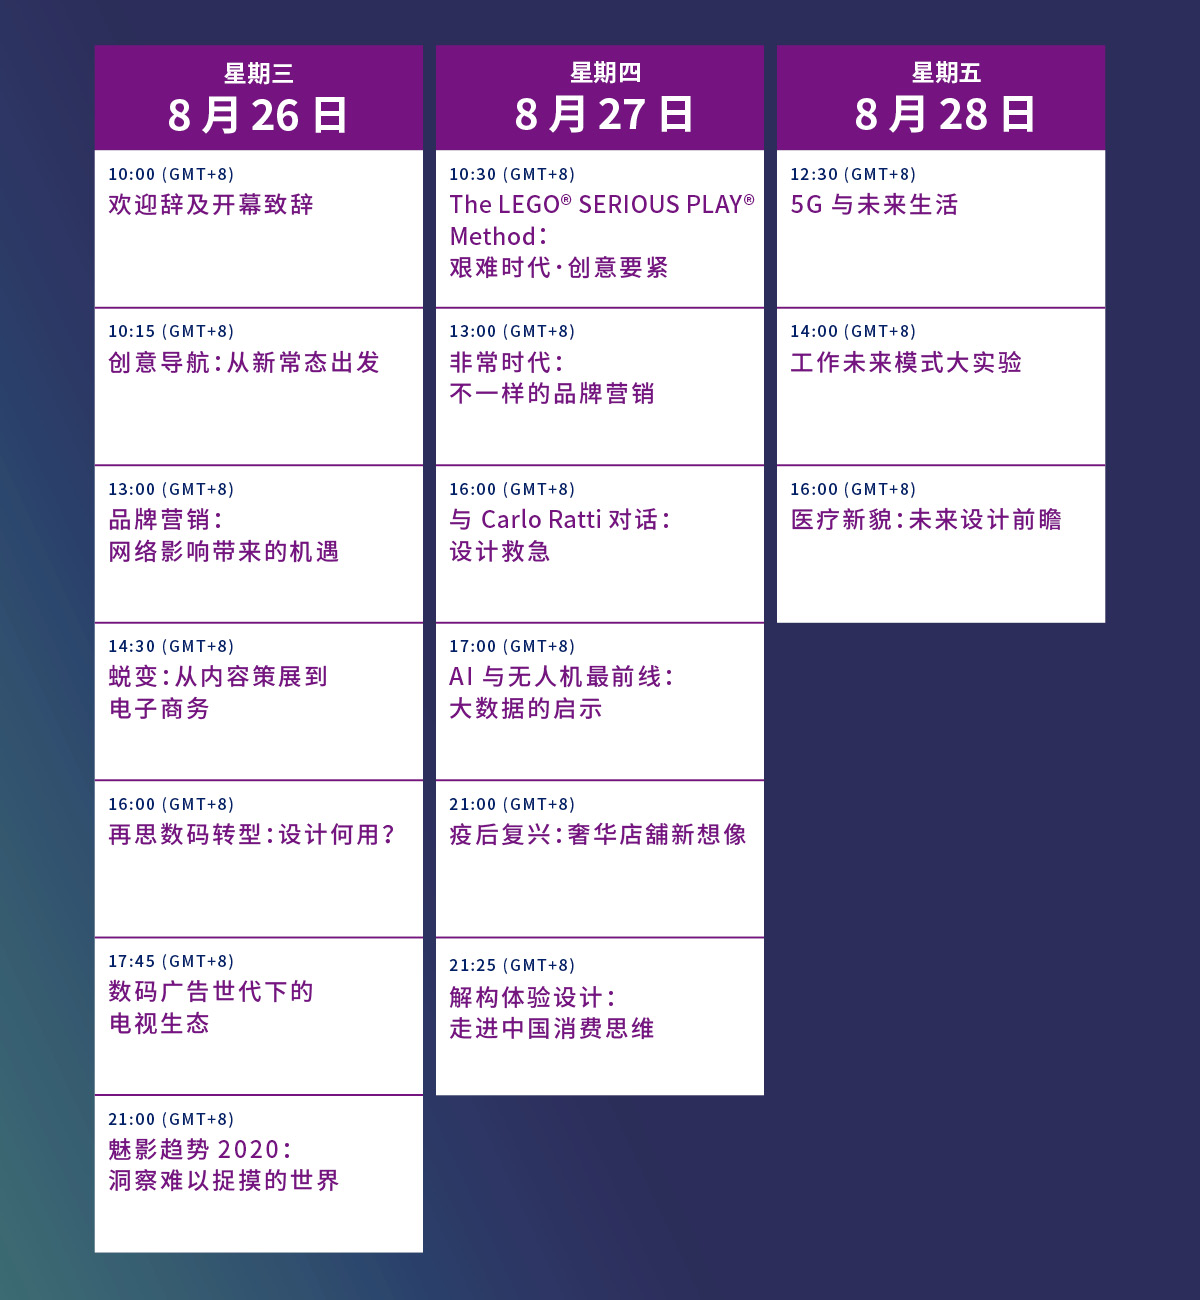 星期三
8 月 26 日
10:00 (GMT+8)
欢迎辞及开幕致辞
10:15 (GMT+8)
创意导航：从新常态出发
13:00 (GMT+8)
品牌营销：
网络影响带来的机遇
14:30 (GMT+8)
蜕变：从内容策展到
电子商务
16:00 (GMT+8)
再思数码转型：设计何用？
17:45 (GMT+8)
数码广告世代下的
电视生态
21:00 (GMT+8)
魅影趋势 2020：
洞察难以捉摸的世界
星期四
8 月 27 日
10:30 (GMT+8)
The LEGO® SERIOUS PLAY®
Method：
艰难时代·创意要紧
13:00 (GMT+8)
非常时代：
不一样的品牌营销
16:00 (GMT+8)
与 Carlo Ratti 对话：
设计救急
17:00 (GMT+8)
AI 与无人机最前线：
大数据的启示
21:00 (GMT+8)
疫后复兴：奢华店舖新想像
21:25 (GMT+8)
解构体验设计：
走进中国消费思维
星期五
8 月 28 日
12:30 (GMT+8)
5G 与未来生活
14:00 (GMT+8)
工作未来模式大实验
16:00 (GMT+8)
医疗新貌：未来设计前瞻